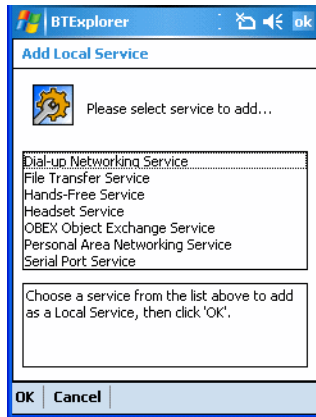 BTExplorer
ok
Add Local Service
Please select service to add...
Dial-up Networking Service
File Transfer Service
Hands-Free Service
Headset Service
OBEX Object Exchange Service
Personal Area Networking Service
Serial Port Service
Choose a service from the list above to add
as a Local Service, then click 'OK'.
OK Cancel